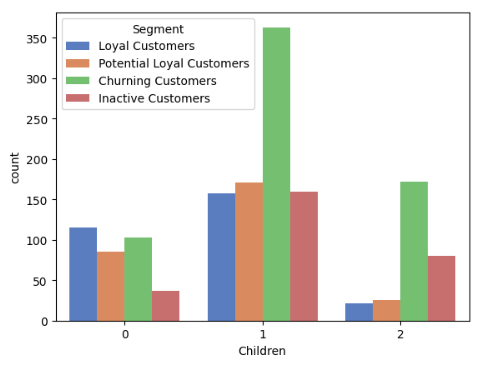 Segment
Loyal Customers
Potential Loyal Customers
Churning Customers
Inactive Customers
350
300
250
200
150
100
50
0
count
0 1 2
Children